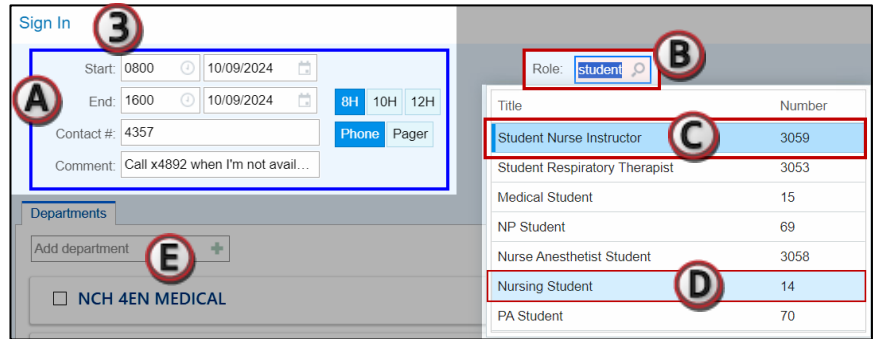 Sign In
3
Start: 0800 10/09/2024
A
End: 1600 10/09/2024 8H 10H 12H
Contact #: 4357 Phone Pager
Comment: Call x4892 when I'm not avail...
Role: student
B
Title Number
Student Nurse Instructor 3059
C
Student Respiratory Therapist 3053
Medical Student 15
NP Student 69
Nurse Anesthetist Student 3058
Nursing Student 14
D
PA Student 70
Departments
Add department +
E
NCH 4EN MEDICAL